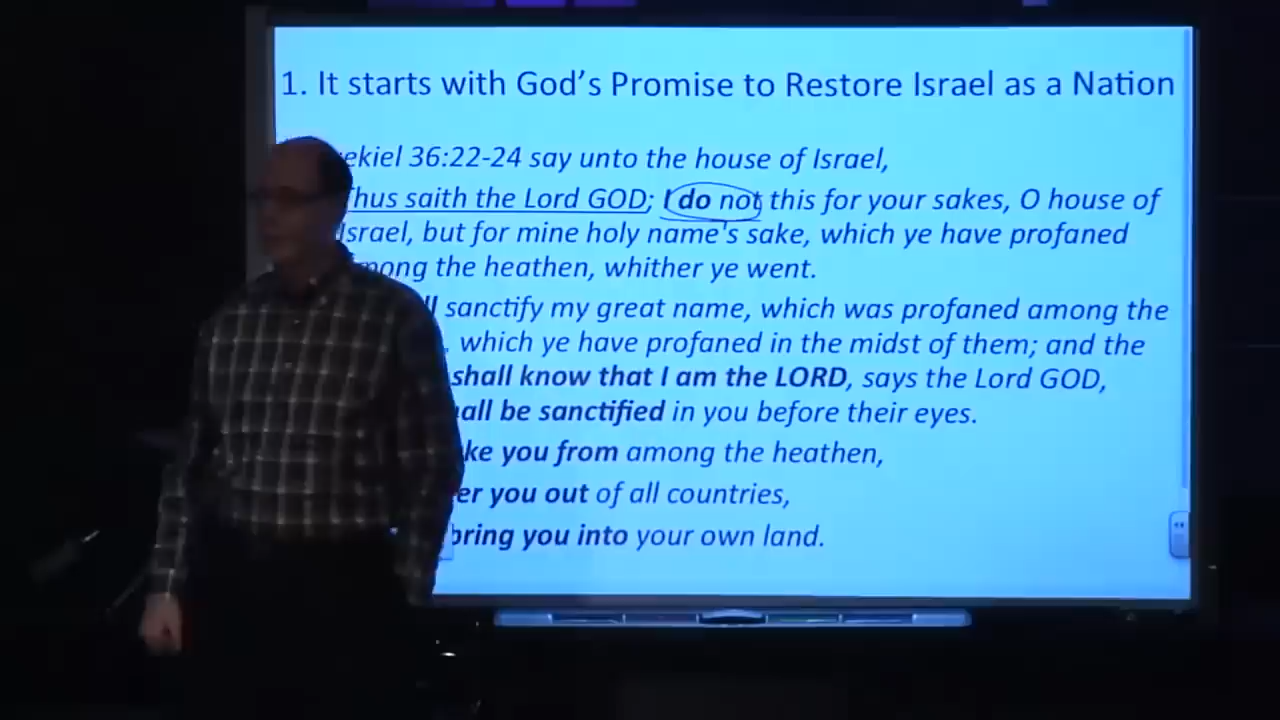 1. It starts with God's Promise to Restore Israel as a Nation
ekiel 36:22-24 say unto the house of Israel,
Thus saith the Lord GOD; I do not this for your sakes, O house of
Israel, but for mine holy name's sake, which ye have profaned
mong the heathen, whither ye went.
sanctify my great name, which was profaned among the
, which ye have profaned in the midst of them; and the
shall know that I am the LORD, says the Lord GOD,
all be sanctified in you before their eyes.
ke you from among the heathen,
er you out of all countries,
bring you into your own land.